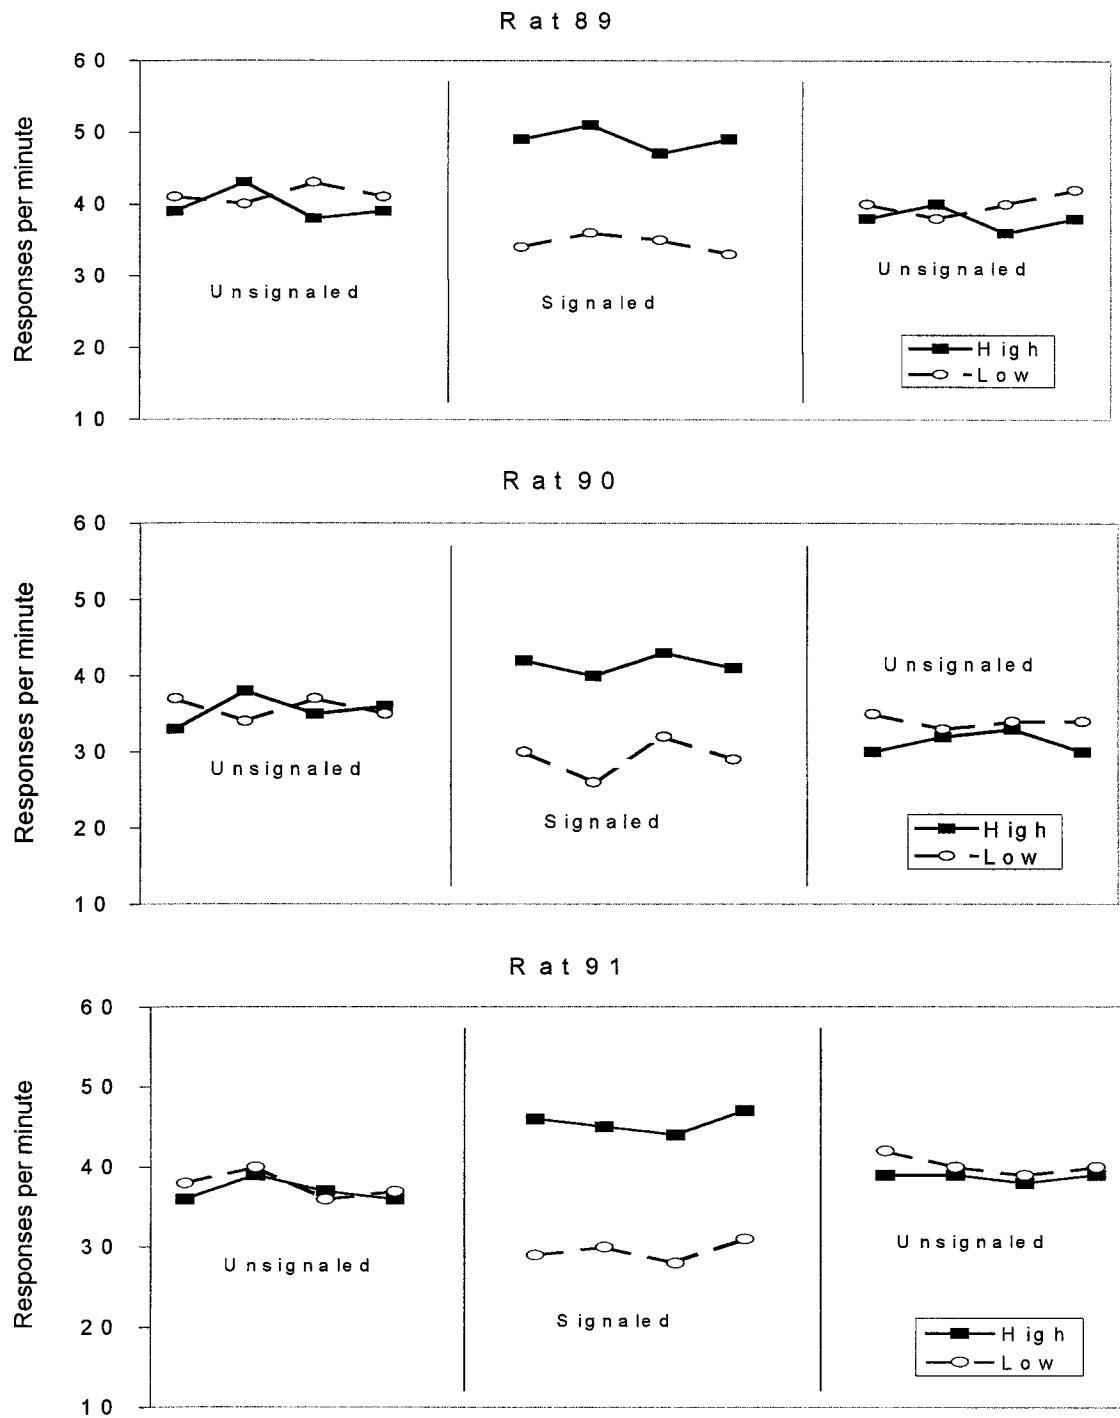 Rat 89
Responses per minute
60
50
40
30
20
10
Unsignaled
Signaled
Unsignaled
High
Low
Rat 90
Responses per minute
60
50
40
30
20
10
Unsignaled
Signaled
Unsignaled
High
Low
Rat 91
Responses per minute
60
50
40
30
20
10
Unsignaled
Signaled
Unsignaled
High
Low